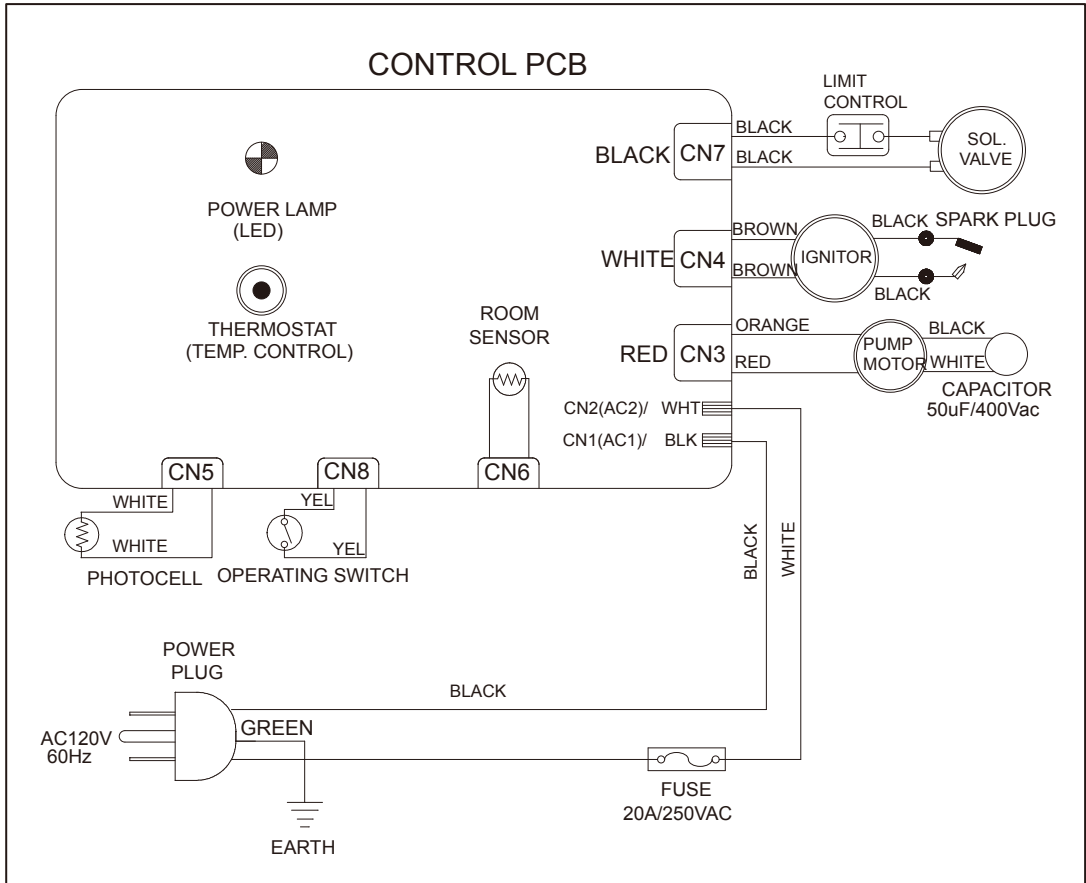 CONTROL PCB
LIMIT
CONTROL
BLACK
BLACK CN7
BLACK
SOL.
VALVE
POWER LAMP
(LED)
BROWN
WHITE CN4
BROWN
IGNITOR
BLACK
SPARK PLUG
BLACK
THERMOSTAT
(TEMP. CONTROL)
ROOM
SENSOR
ORANGE
RED CN3
RED
PUMP
MOTOR
BLACK
WHITE
CAPACITOR
50uF/400Vac
CN2(AC2)/ WHT
CN1(AC1)/ BLK
CN5
CN8
CN6
WHITE
WHITE
PHOTOCELL
YEL
YEL
OPERATING SWITCH
BLACK
WHITE
POWER
PLUG
BLACK
GREEN
AC120V
60Hz
EARTH
FUSE
20A/250VAC